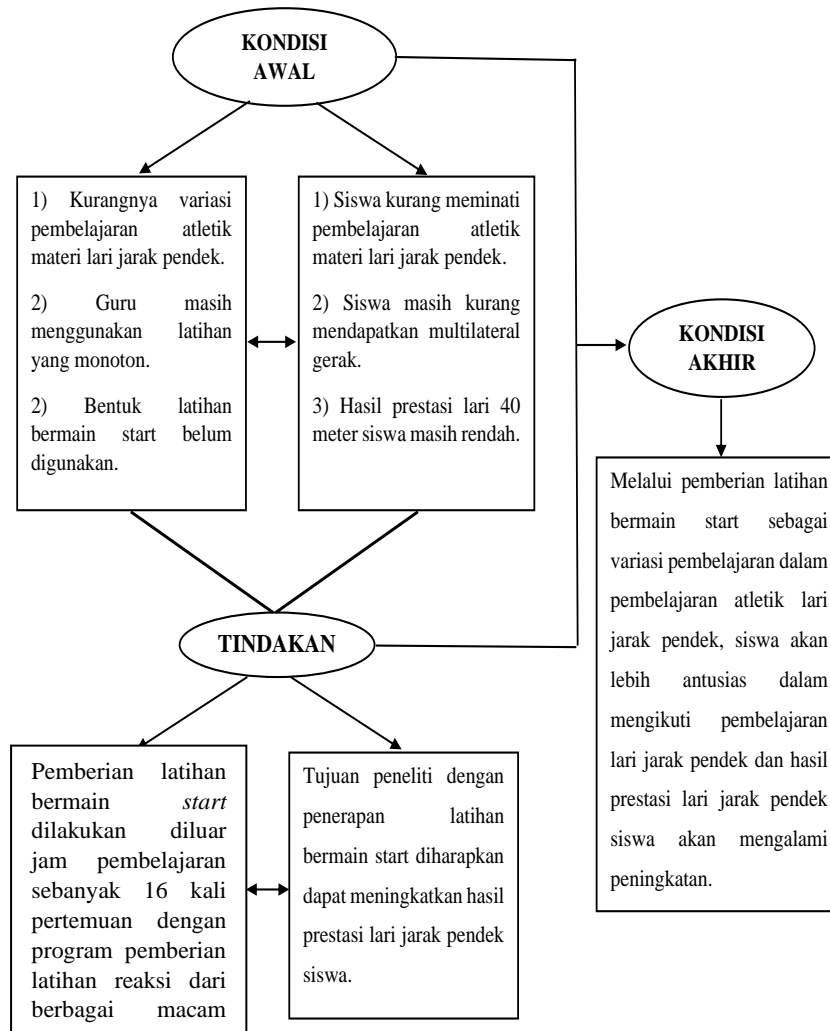 KONDISI
AWAL
1) Kurangnya variasi
pembelajaran atletik
materi lari jarak pendek.
2) Guru masih
menggunakan latihan
yang monoton.
2) Bentuk latihan
bermain start belum
digunakan.
1) Siswa kurang meminati
pembelajaran atletik
materi lari jarak pendek.
2) Siswa masih kurang
mendapatkan multilateral
gerak.
3) Hasil prestasi lari 40
meter siswa masih rendah.
KONDISI
AKHIR
Melalui pemberian latihan
bermain start sebagai
variasi pembelajaran dalam
pembelajaran atletik lari
jarak pendek, siswa akan
lebih antusias dalam
mengikuti pembelajaran
lari jarak pendek dan hasil
prestasi lari jarak pendek
siswa akan mengalami
peningkatan.
TINDAKAN
Pemberian latihan
bermain start
dilakukan diluar
jam pembelajaran
sebanyak 16 kali
pertemuan dengan
program pemberian
latihan reaksi dari
berbagai macam
Tujuan peneliti dengan
penerapan latihan
bermain start diharapkan
dapat meningkatkan hasil
prestasi lari jarak pendek
siswa.